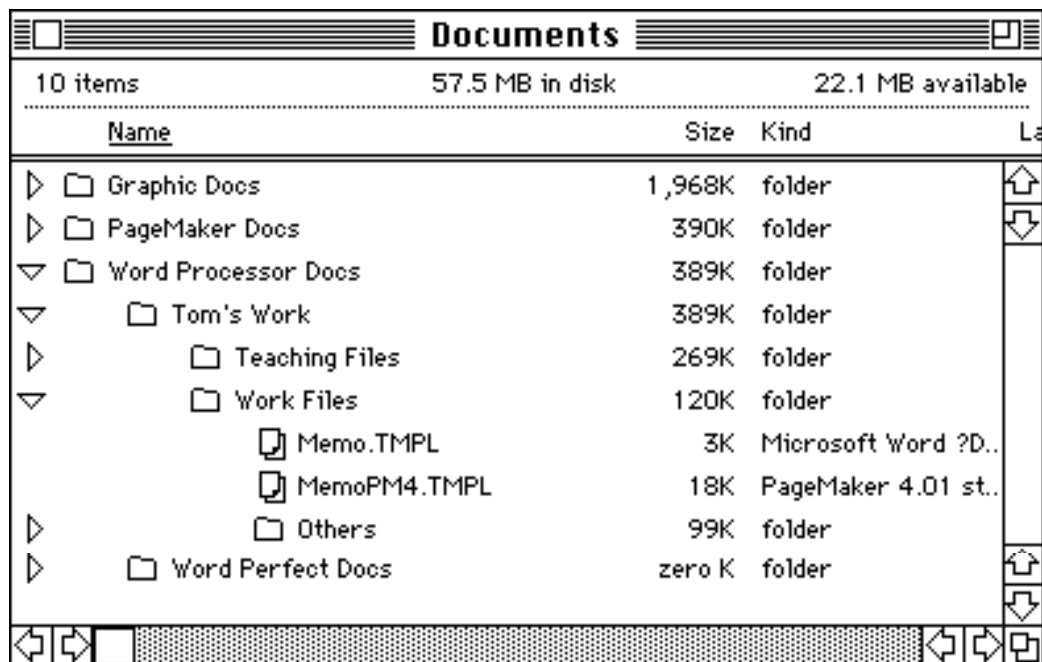 Documents
10 items 57.5 MB in disk 22.1 MB available
Name Size Kind La
Graphic Docs 1,968K folder
PageMaker Docs 390K folder
Word Processor Docs 389K folder
Tom's Work 389K folder
Teaching Files 269K folder
Work Files 120K folder
Memo.TMPL 3K Microsoft Word ?D..
MemoPM4.TMPL 18K PageMaker 4.01 st..
Others 99K folder
Word Perfect Docs zero K folder